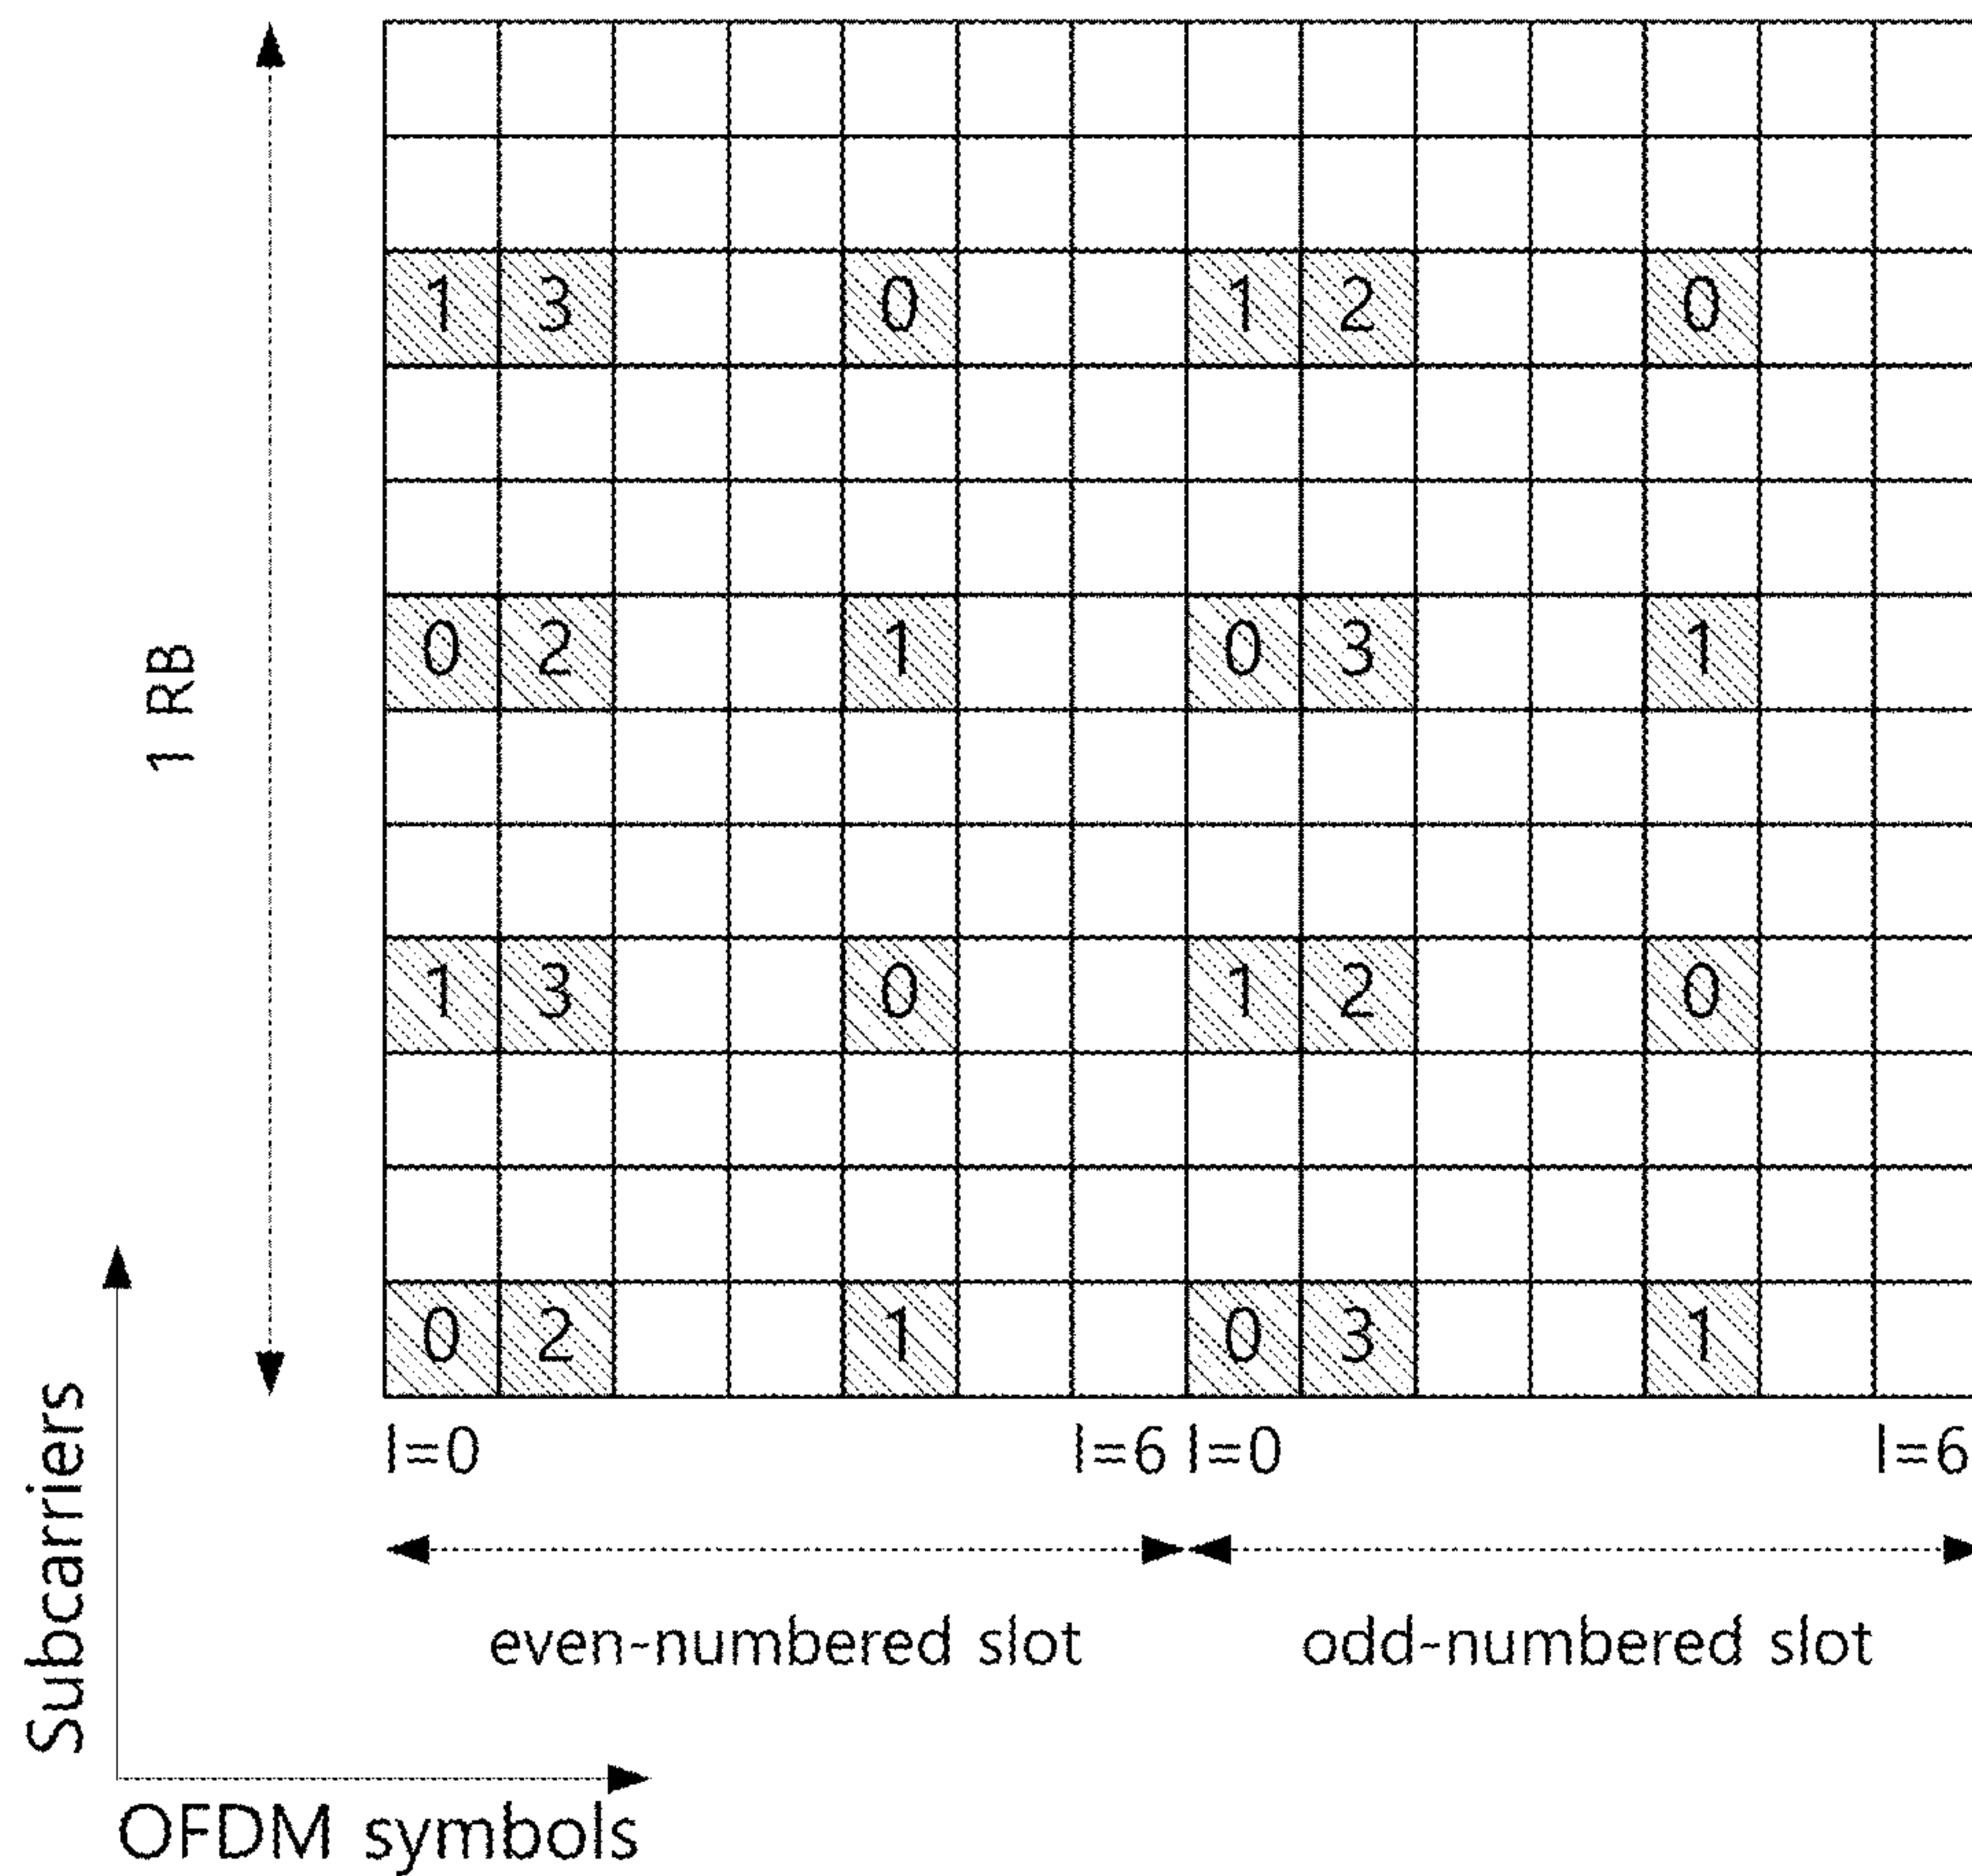 1 3 0 1 2 0
0 2 1 0 3 1
1 RB
1 3 0 1 2 0
0 2 1 0 3 1
l=0 l=6 l=0 l=6
even-numbered slot odd-numbered slot
Subcarriers
OFDM symbols